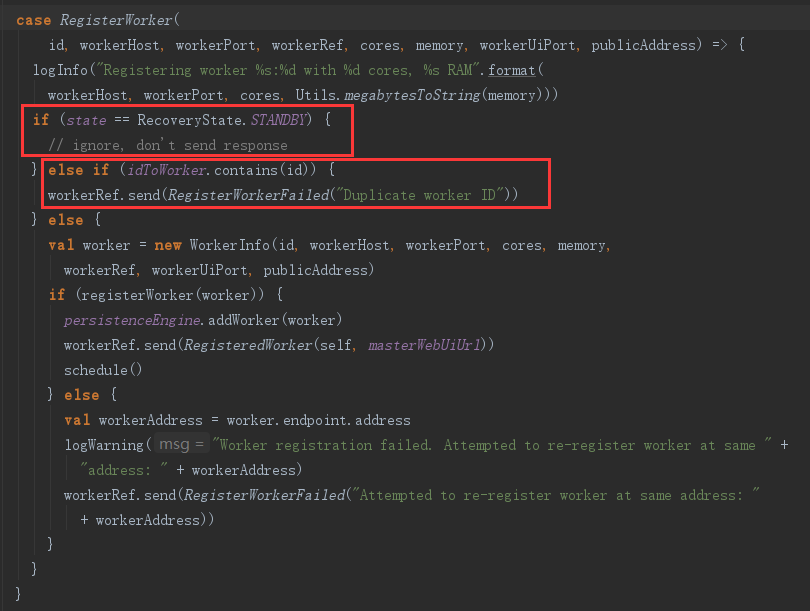 case RegisterWorker(
id, workerHost, workerPort, workerRef, cores, memory, workerUiPort, publicAddress) => {
logInfo("Registering worker %s:%d with %d cores, %s RAM".format(
workerHost, workerPort, cores, Utils.megabytesToString(memory)))
if (state == RecoveryState.STANDBY) {
// ignore, don't send response
} else if (idToWorker.contains(id)) {
workerRef.send(RegisterWorkerFailed("Duplicate worker ID"))
} else {
val worker = new WorkerInfo(id, workerHost, workerPort, cores, memory,
workerRef, workerUiPort, publicAddress)
if (registerWorker(worker)) {
persistenceEngine.addWorker(worker)
workerRef.send(RegisteredWorker(self, masterWebUiUrl))
schedule()
} else {
val workerAddress = worker.endpoint.address
logWarning( msg = "Worker registration failed. Attempted to re-register worker at same " +
"address: " + workerAddress)
workerRef.send(RegisterWorkerFailed("Attempted to re-register worker at same address: "
+ workerAddress))
}
}
}